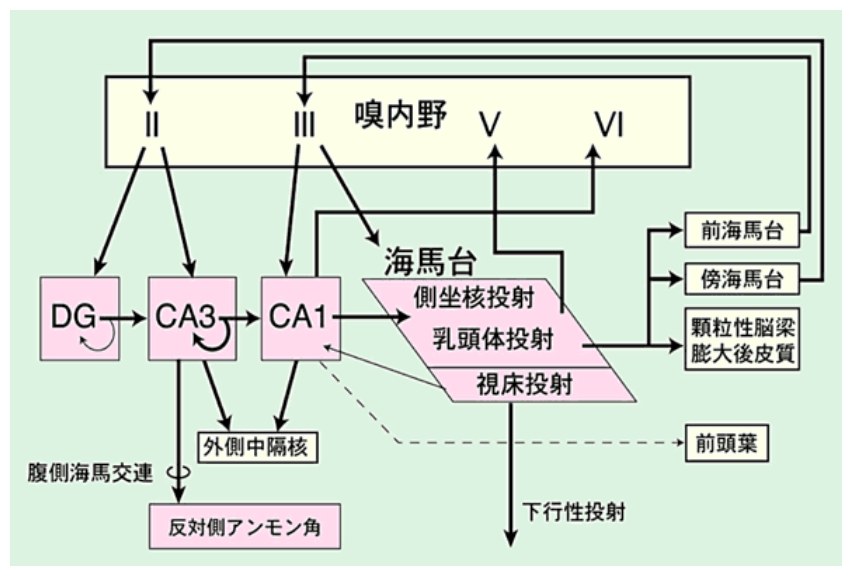 II
III
嗅内野
V
VI
海馬台
前海馬台
傍海馬台
DG
CA3
CA1
側坐核投射
乳頭体投射
視床投射
顆粒性脳梁
膨大後皮質
外側中隔核
前頭葉
腹側海馬交連
反対側アンモン角
下行性投射